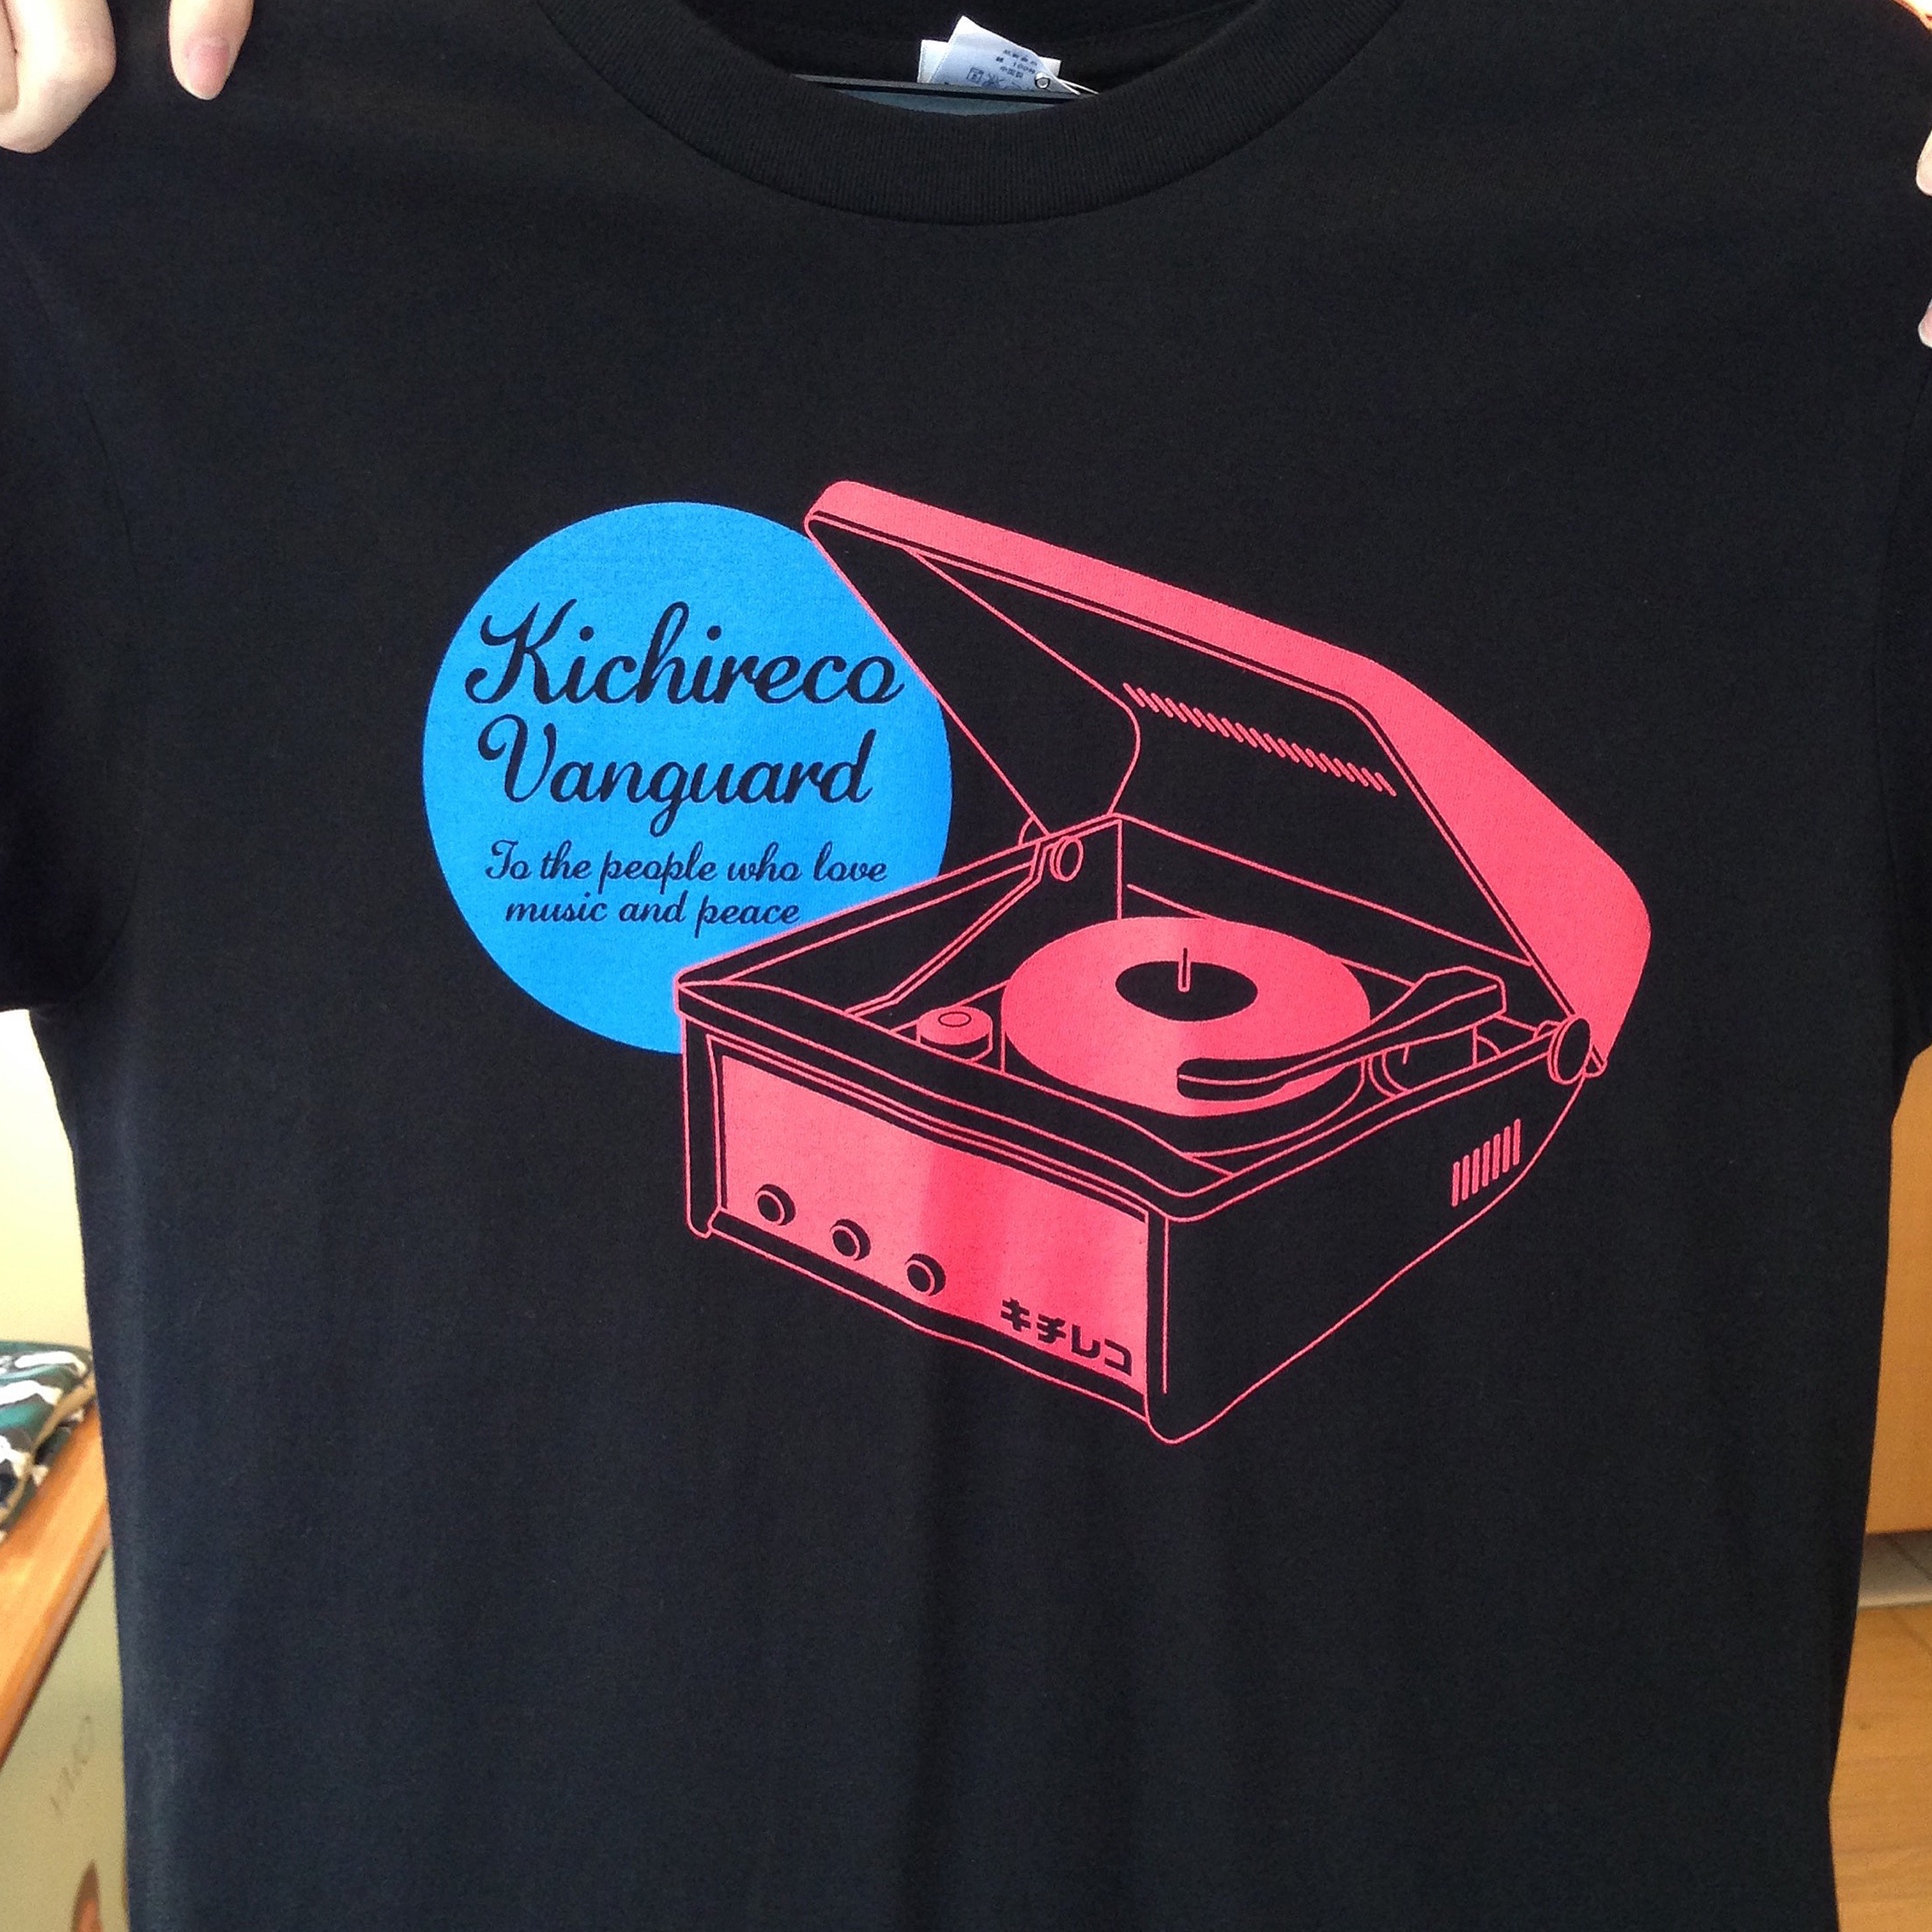 Kichireco
Vanguard
To the people who love
music and peace
キチレコ